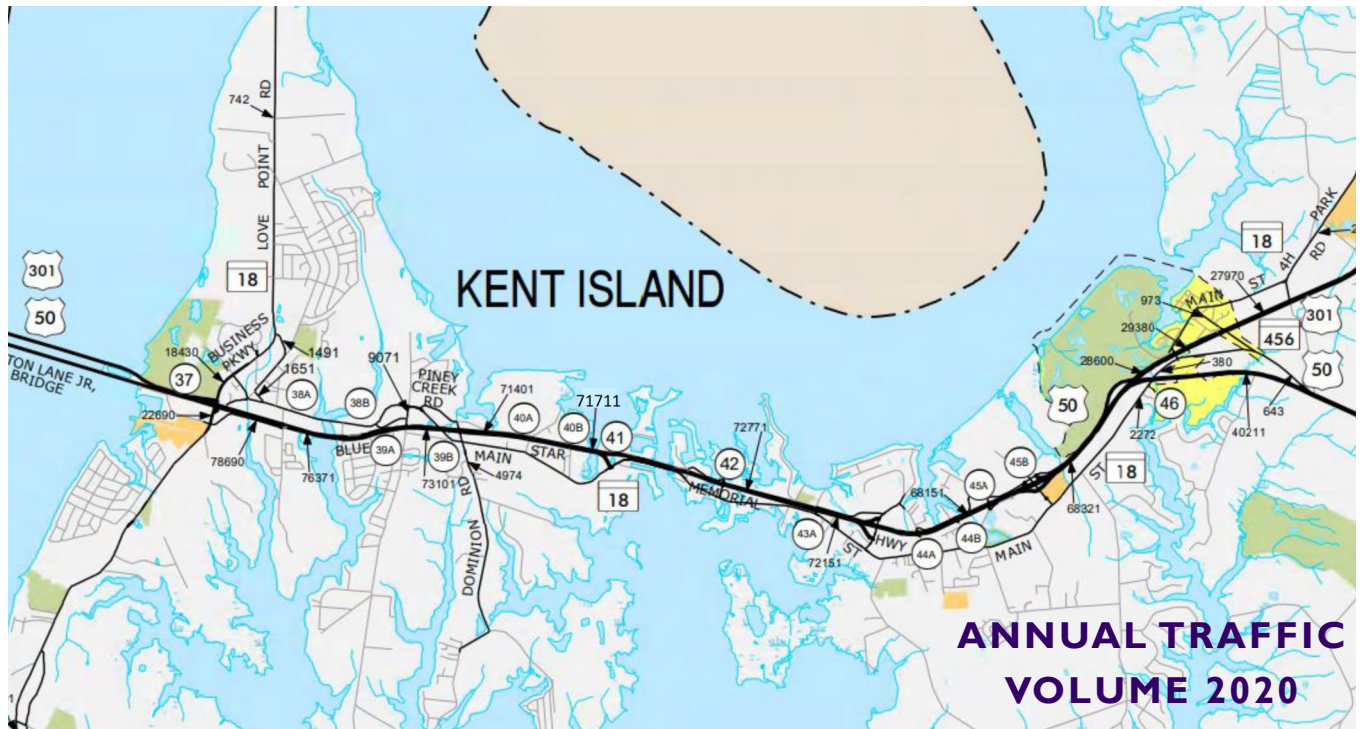 742
LOVE POINT RD
301
50
18
KENT ISLAND
18430
BUSINESS
PKWY
1491
1651
37
TON LANE JR,
BRIDGE
22690
78690
38A
76371
38B
BLUE
39A
9071
PINEY
CREEK
RD
73101
39B
4974
DOMINION RD
71401
40A
MAIN ST
STAR
40B
71711
41
18
42
72771
MEMORIAL
43A
72151
HWY
44A
68151
44B
45A
45B
MAIN ST
68321
18
50
28600
29380
973
MAIN ST
27970
18
4H PARK RD
2
301
456
380
50
46
2272
40211
643
ANNUAL TRAFFIC
VOLUME 2020